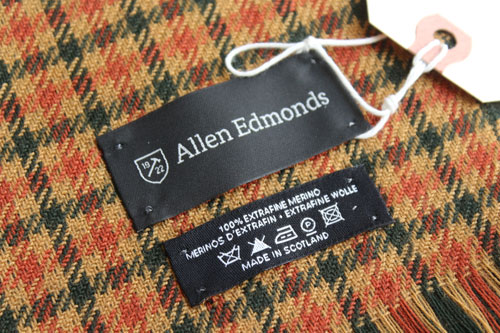 19
22
Allen Edmonds
100% EXTRAFINE MERINO
MERINOS D'EXTRAFIN • EXTRAFINE WOLLE
P
MADE IN SCOTLAND